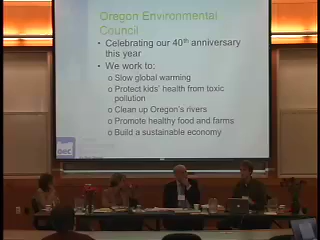 Oregon Environmental
Council
• Celebrating our 40th anniversary
this year
• We work to:
o Slow global warming
o Protect kids' health from toxic
pollution
o Clean up Oregon's rivers
o Promote healthy food and farms
o Build a sustainable economy
oec